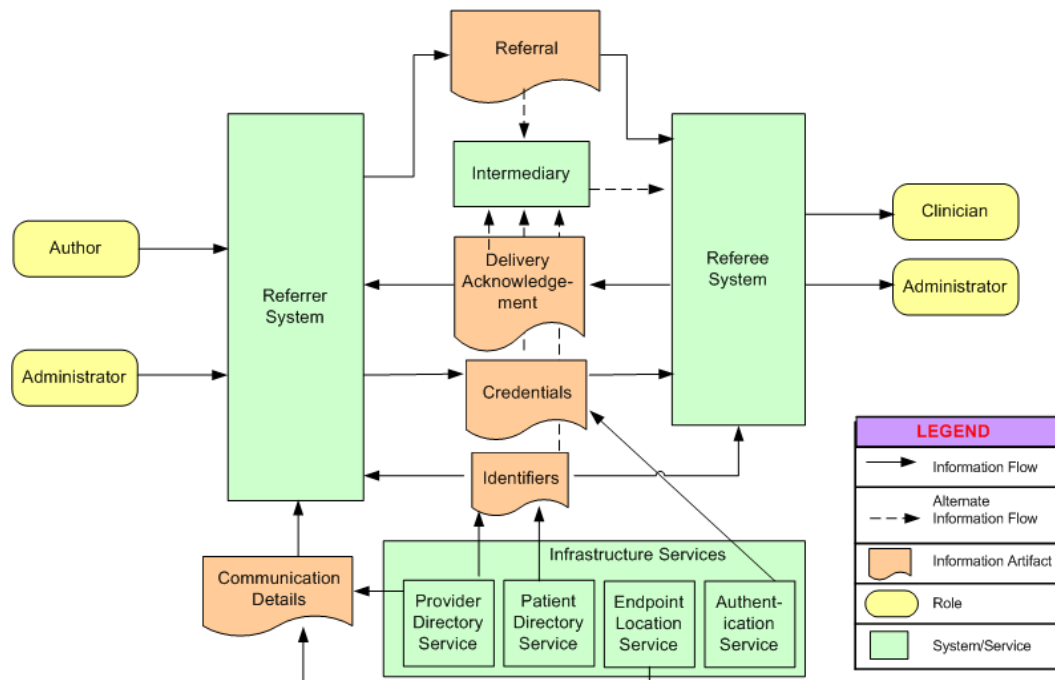 Referral
Intermediary
Author
Referrer
System
Administrator
Delivery
Acknowledge-
ment
Credentials
Identifiers
Referee
System
Clinician
Administrator
Communication
Details
Infrastructure Services
Provider
Directory
Service
Patient
Directory
Service
Endpoint
Location
Service
Authent-
ication
Service
LEGEND
Information Flow
Alternate
Information Flow
Information Artifact
Role
System/Service